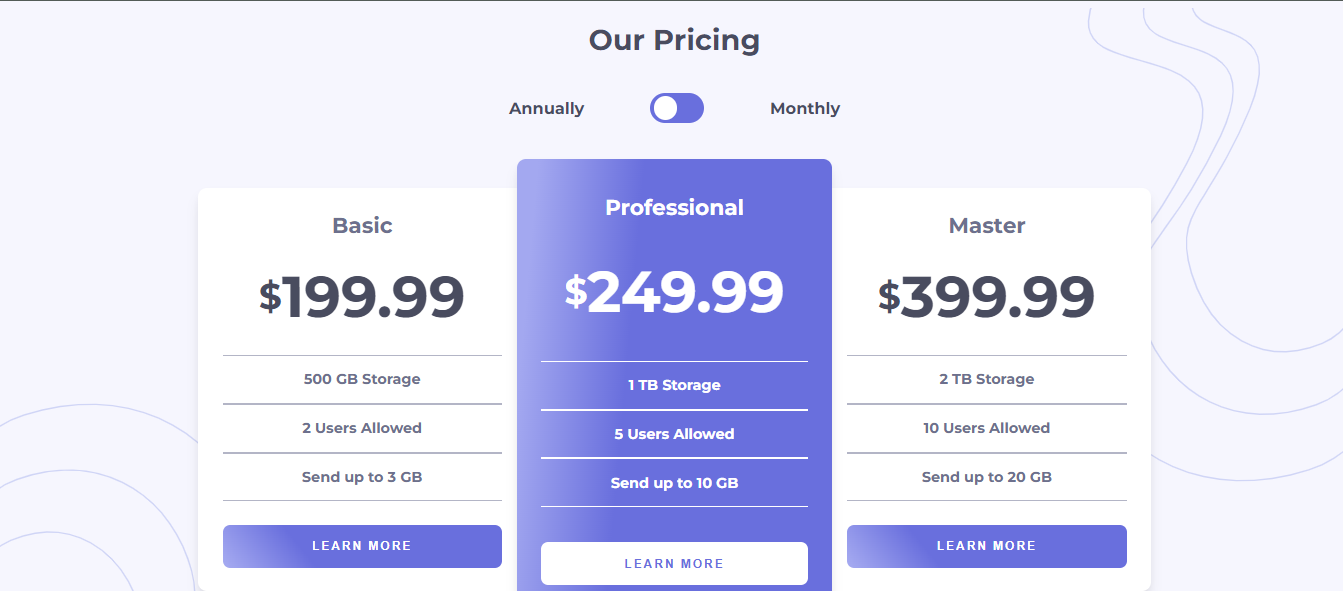 Our Pricing
Annually
Monthly
Basic
$199.99
500 GB Storage
2 Users Allowed
Send up to 3 GB
LEARN MORE
Professional
$249.99
1 TB Storage
5 Users Allowed
Send up to 10 GB
LEARN MORE
Master
$399.99
2 TB Storage
10 Users Allowed
Send up to 20 GB
LEARN MORE